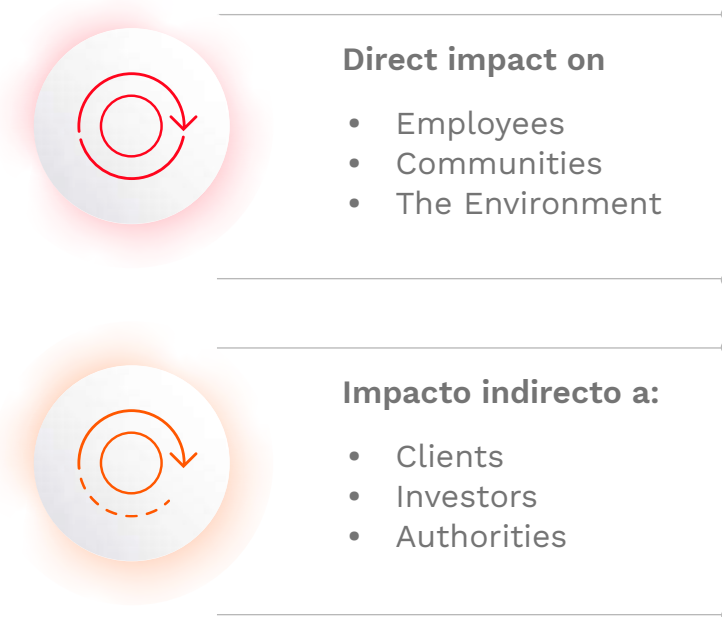 Direct impact on
• Employees
• Communities
• The Environment
Impacto indirecto a:
• Clients
• Investors
• Authorities